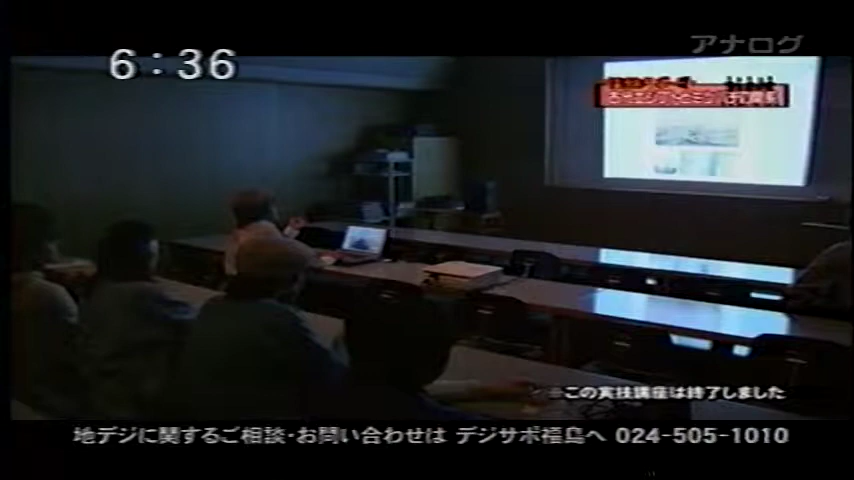 アナログ
6:36
※この実技講座は終了しました
地デジに関するご相談・お問い合わせは デジサポ福島へ 024-505-1010